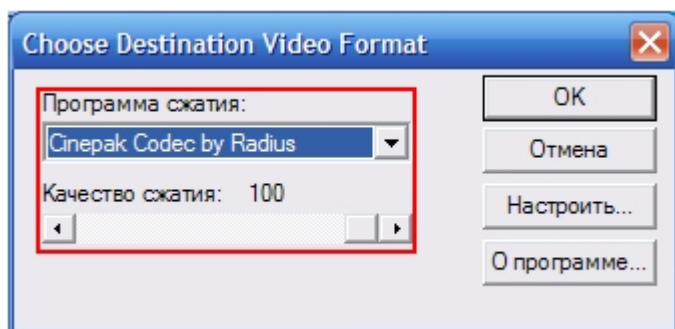 Choose Destination Video Format
Программа сжатия:
Cinepak Codec by Radius
Качество сжатия: 100
OK
Отмена
Настроить...
О программе...